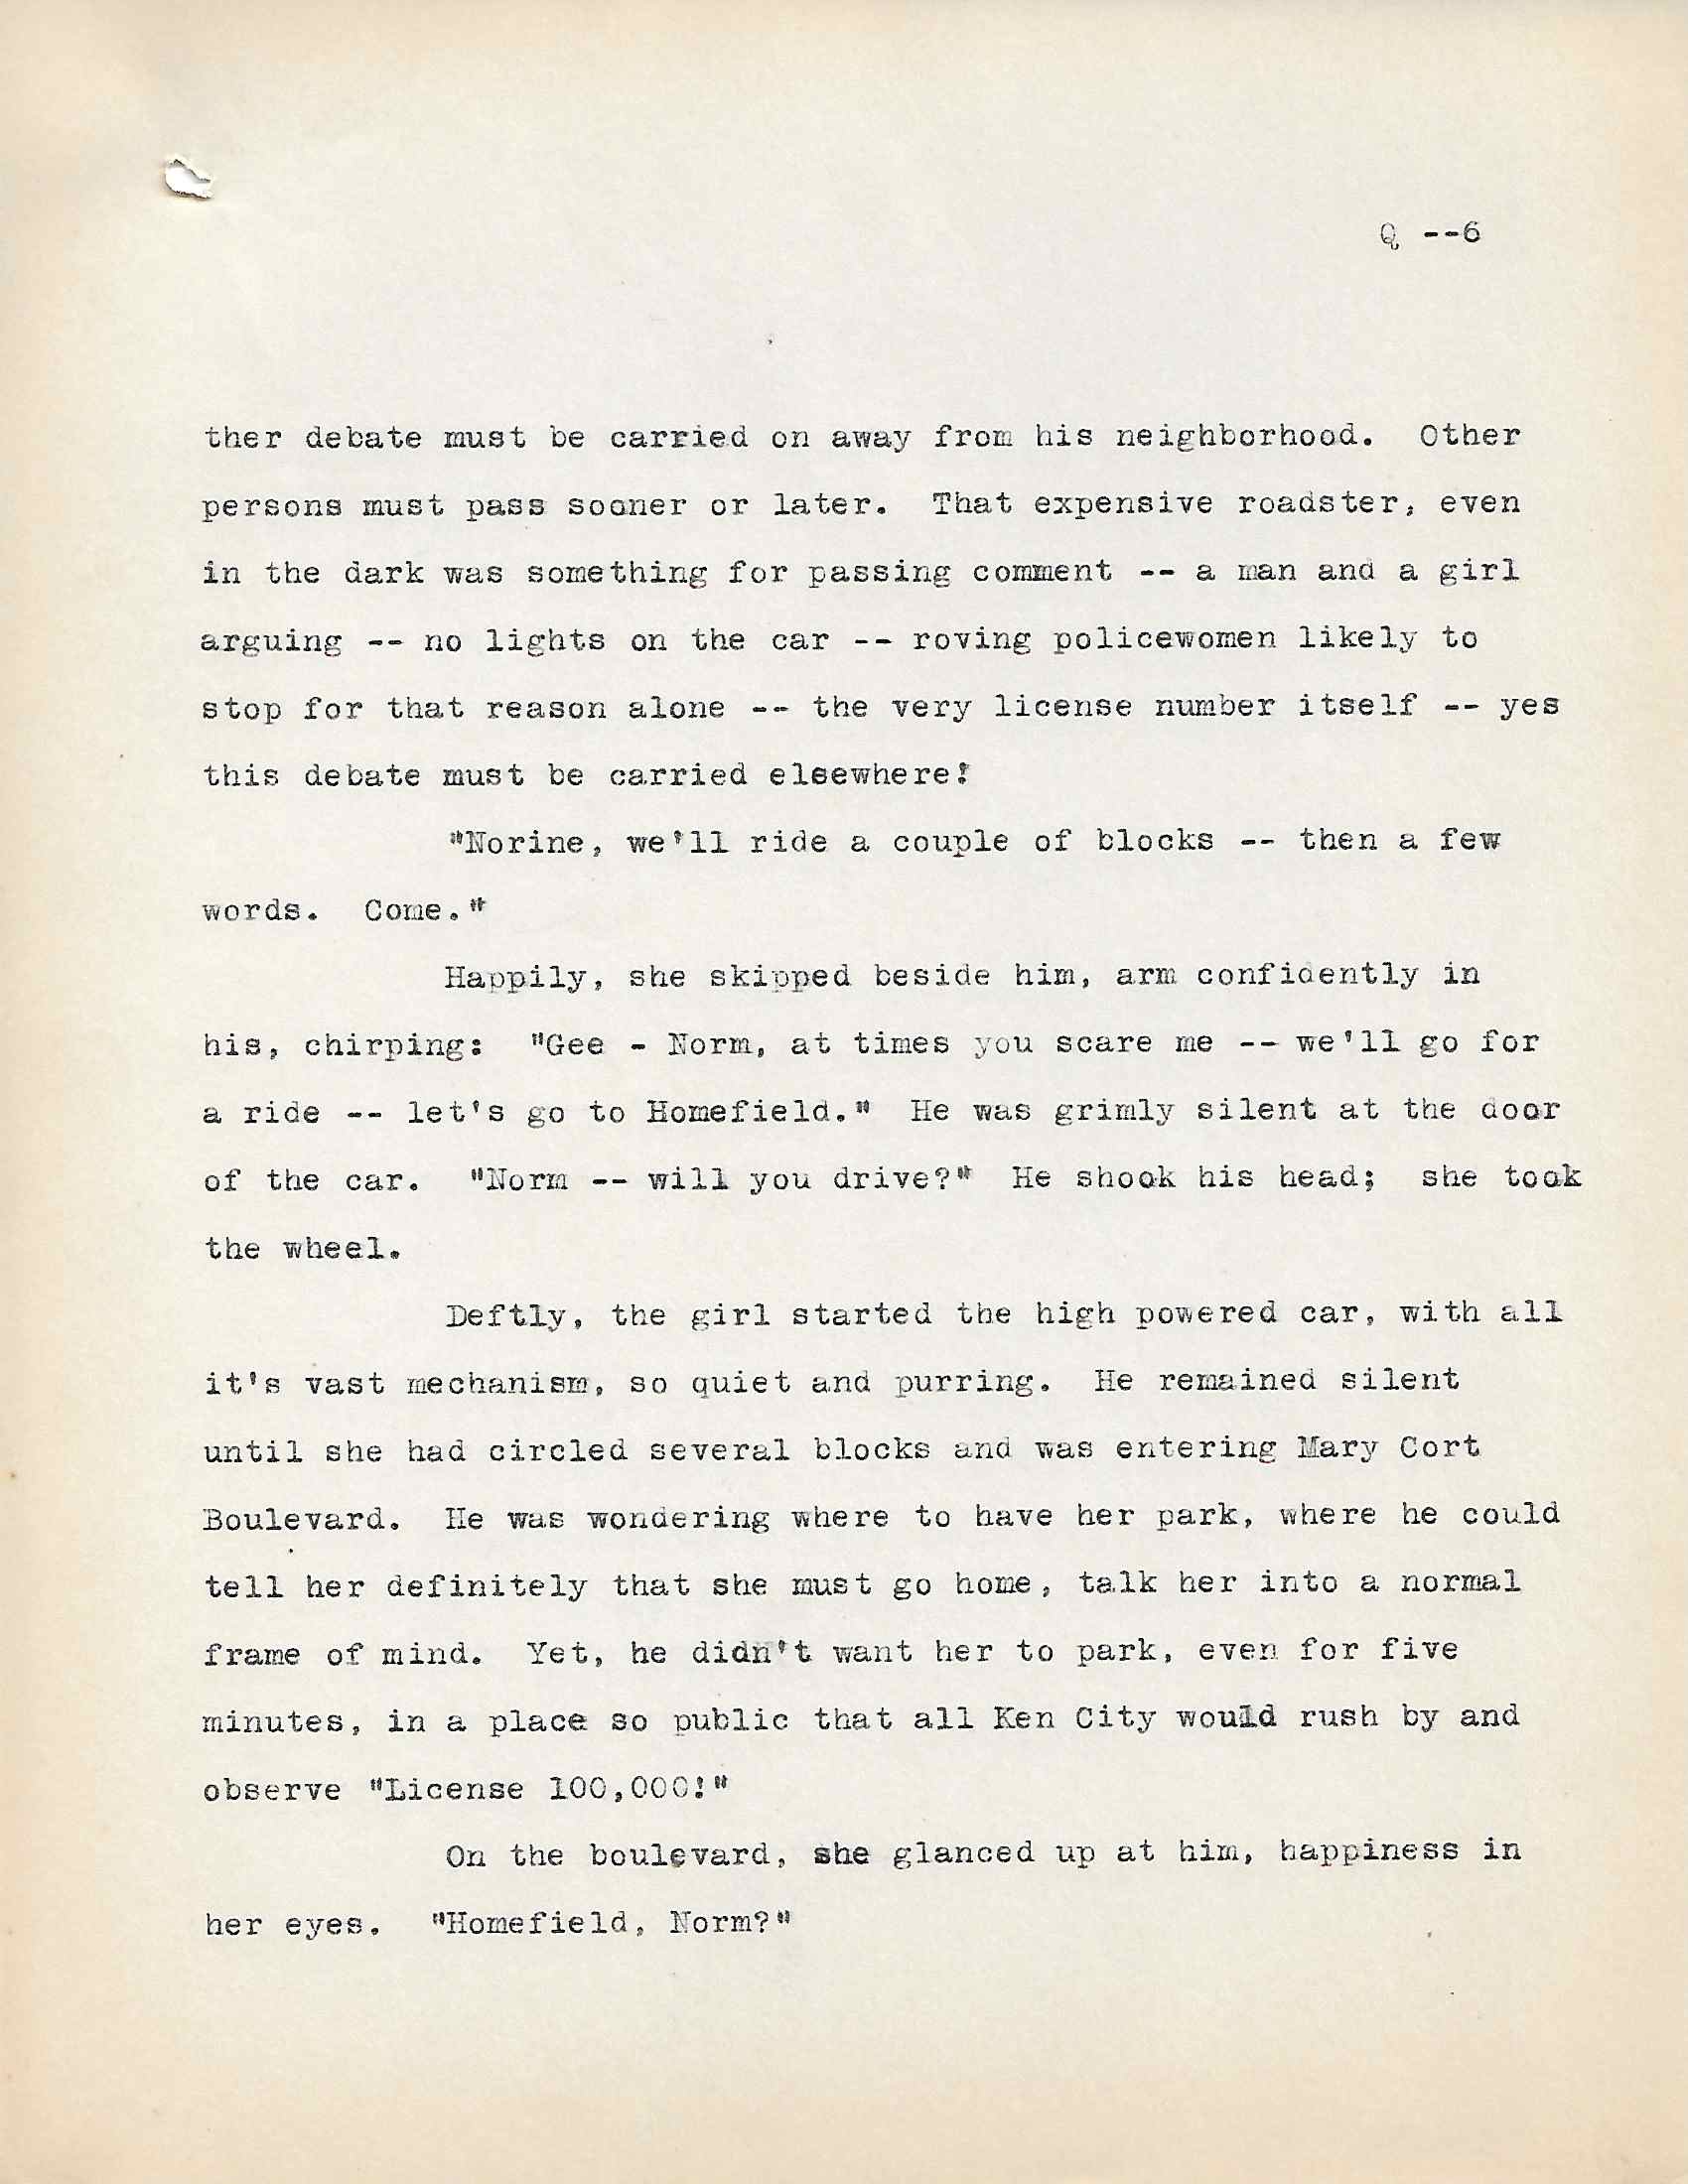 Q --6
ther debate must be carried on away from his neighborhood.  Other
persons must pass sooner or later.  That expensive roadster, even
in the dark was something for passing comment -- a man and a girl
arguing -- no lights on the car -- roving policewomen likely to
stop for that reason alone -- the very license number itself -- yes
this debate must be carried elsewhere!
"Norine, we'll ride a couple of blocks -- then a few
words.  Come."
Happily, she skipped beside him, arm confidently in
his, chirping:  "Gee - Norm, at times you scare me -- we'll go for
a ride -- let's go to Homefield."  He was grimly silent at the door
of the car.  "Norm -- will you drive?"  He shook his head;  she took
the wheel.
Deftly, the girl started the high powered car, with all
it's vast mechanism, so quiet and purring.  He remained silent
until she had circled several blocks and was entering Mary Cort
Boulevard.  He was wondering where to have her park, where he could
tell her definitely that she must go home, talk her into a normal
frame of mind.  Yet, he didn't want her to park, even for five
minutes, in a place so public that all Ken City would rush by and
observe "License 100,000!"
On the boulevard, she glanced up at him, happiness in
her eyes.  "Homefield, Norm?"